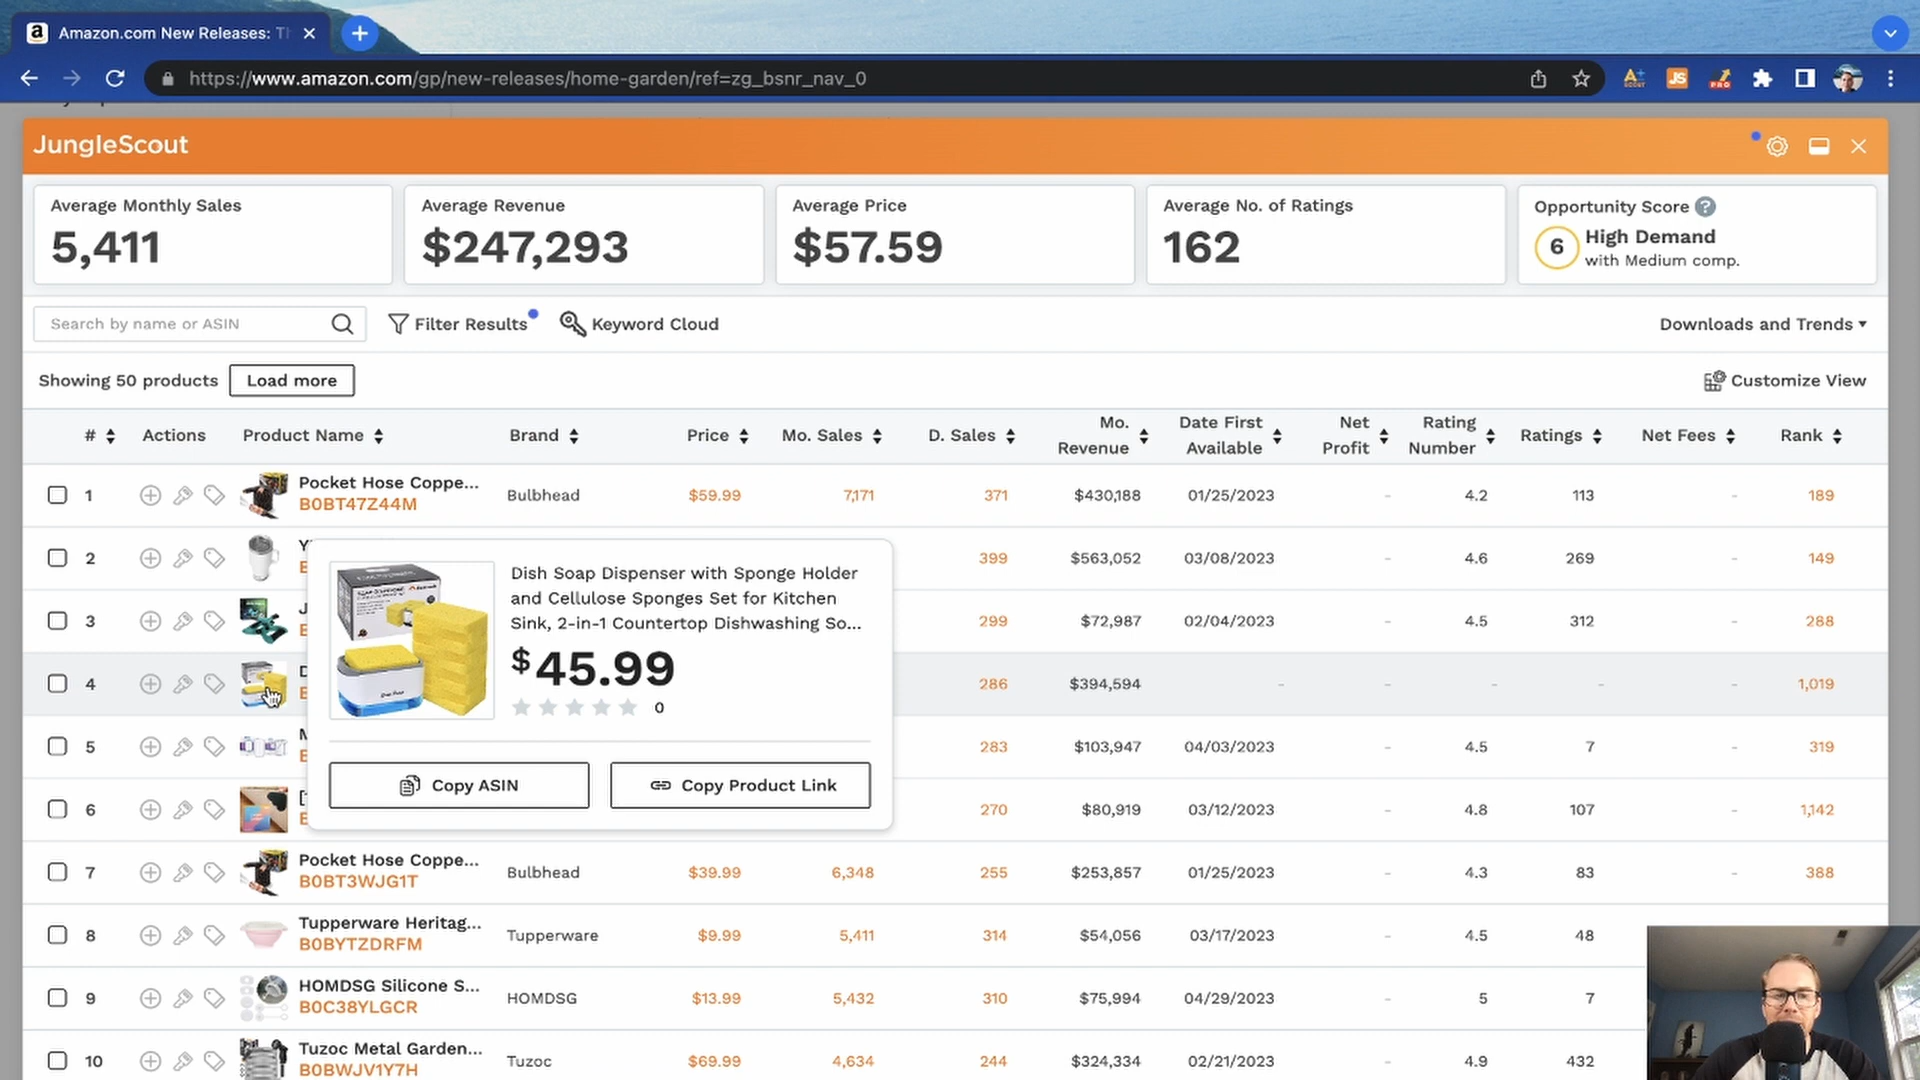 Amazon.com New Releases: Th
https://www.amazon.com/gp/new-releases/home-garden/ref=zg_bsnr_nav_0
JungleScout
Average Monthly Sales
5,411
Average Revenue
$247,293
Average Price
$57.59
Average No. of Ratings
162
Opportunity Score ?
6
High Demand
with Medium comp.
Search by name or ASIN
Filter Results
Keyword Cloud
Downloads and Trends
Showing 50 products
Load more
Customize View
# Actions Product Name Brand Price Mo. Sales D. Sales Mo. Revenue Date First Available Net Profit Rating Number Ratings Net Fees Rank
1 Pocket Hose Coppe... Bulbhead $59.99 7,171 371 $430,188 01/25/2023 - 4.2 113 - 189
B0BT47Z44M
2 399 $563,052 03/08/2023 - 4.6 269 - 149
3 299 $72,987 02/04/2023 - 4.5 312 - 288
4 286 $394,594 - - - - - 1,019
5 283 $103,947 04/03/2023 - 4.5 7 - 319
6 270 $80,919 03/12/2023 - 4.8 107 - 1,142
Dish Soap Dispenser with Sponge Holder
and Cellulose Sponges Set for Kitchen
Sink, 2-in-1 Countertop Dishwashing So...
$45.99
0
Copy ASIN
Copy Product Link
7 Pocket Hose Coppe... Bulbhead $39.99 6,348 255 $253,857 01/25/2023 - 4.3 83 - 388
B0BT3WJG1T
8 Tupperware Heritag... Tupperware $9.99 5,411 314 $54,056 03/17/2023 - 4.5 48
B0BYTZDRFM
9 HOMDSG Silicone S... HOMDSG $13.99 5,432 310 $75,994 04/29/2023 - 5 7
B0C38YLGCR
10 Tuzoc Metal Garden... Tuzoc $69.99 4,634 244 $324,334 02/21/2023 - 4.9 432
B0BWJV1Y7H